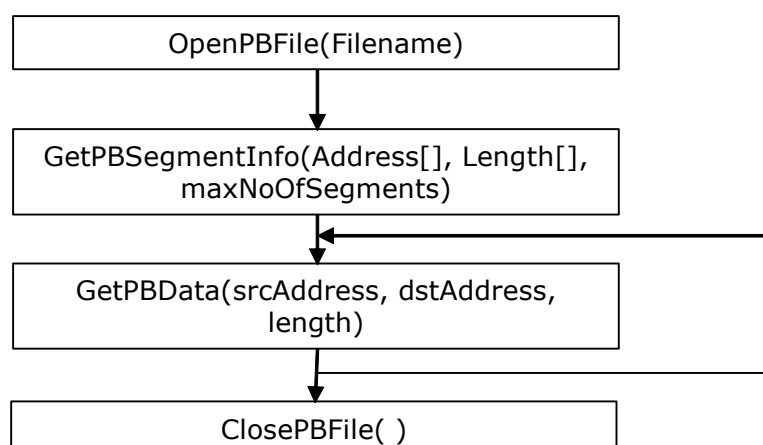 OpenPBFile(Filename)
GetPBSegmentInfo(Address[], Length[],
maxNoOfSegments)
GetPBData(srcAddress, dstAddress,
length)
ClosePBFile( )